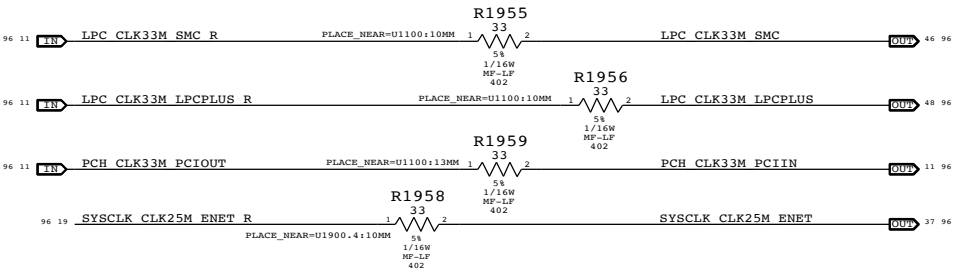 R1955
96 11 IN LPC CLK33M SMC R PLACE_NEAR=U1100:10MM 1 33 2 LPC CLK33M SMC OUT 46 96
5%
1/16W
MF-LF
402
R1956
96 11 IN LPC CLK33M LPCPLUS R PLACE_NEAR=U1100:10MM 1 33 2 LPC CLK33M LPCPLUS OUT 48 96
5%
1/16W
MF-LF
402
R1959
96 11 IN PCH CLK33M PCIOUT PLACE_NEAR=U1100:13MM 1 33 2 PCH CLK33M PCIIN OUT 11 96
5%
1/16W
MF-LF
402
R1958
96 19 SYSCLK CLK25M ENET R 1 33 2 SYSCLK CLK25M ENET OUT 37 96
PLACE_NEAR=U1900.4:10MM
5%
1/16W
MF-LF
402